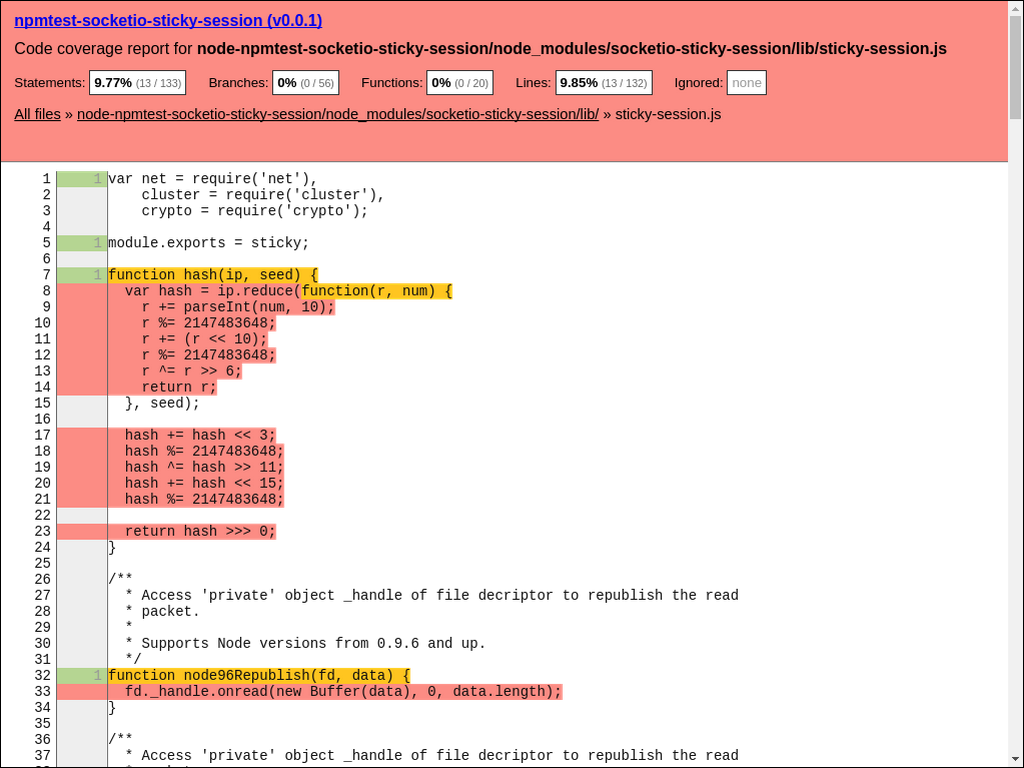 npmtest-socketio-sticky-session (v0.0.1)
Code coverage report for node-npmtest-socketio-sticky-session/node_modules/socketio-sticky-session/lib/sticky-session.js
Statements: 9.77% (13 / 133) Branches: 0% (0 / 56) Functions: 0% (0 / 20) Lines: 9.85% (13 / 132) Ignored: none
All files » node-npmtest-socketio-sticky-session/node_modules/socketio-sticky-session/lib/ » sticky-session.js
1 1 var net = require('net'),
2     cluster = require('cluster'),
3     crypto = require('crypto');
4
5 1 module.exports = sticky;
6
7 1 function hash(ip, seed) {
8   var hash = ip.reduce(function(r, num) {
9     r += parseInt(num, 10);
10     r %= 2147483648;
11     r += (r << 10);
12     r %= 2147483648;
13     r ^= r >> 6;
14     return r;
15   }, seed);
16
17   hash += hash << 3;
18   hash %= 2147483648;
19   hash ^= hash >> 11;
20   hash += hash << 15;
21   hash %= 2147483648;
22
23   return hash >>> 0;
24 }
25
26 /**
27   * Access 'private' object _handle of file decriptor to republish the read
28   * packet.
29   *
30   * Supports Node versions from 0.9.6 and up.
31   */
32 1 function node96Republish(fd, data) {
33   fd._handle.onread(new Buffer(data), 0, data.length);
34 }
35
36 /**
37   * Access 'private' object _handle of file decriptor to republish the read